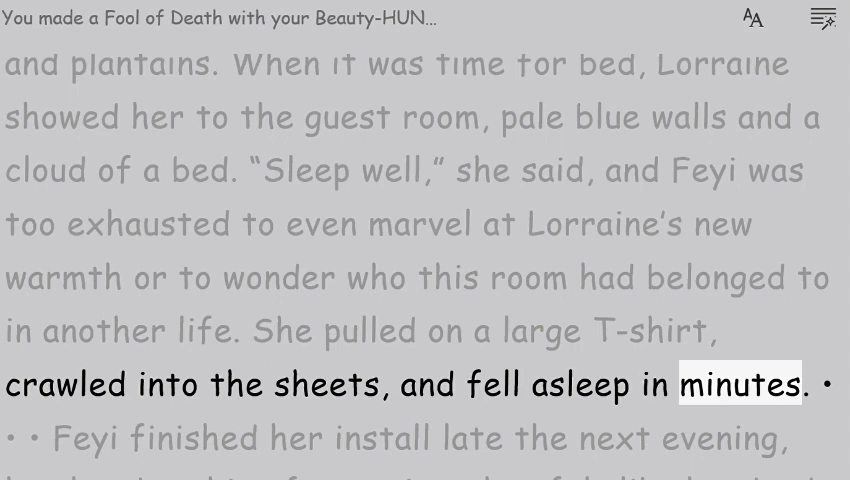 You made a Fool of Death with your Beauty-HUN...
AA
and plantains. When it was time for bed, Lorraine
showed her to the guest room, pale blue walls and a
cloud of a bed. “Sleep well,” she said, and Feyi was
too exhausted to even marvel at Lorraine’s new
warmth or to wonder who this room had belonged to
in another life. She pulled on a large T-shirt,
crawled into the sheets, and fell asleep in minutes. •
• • Feyi finished her install late the next evening,